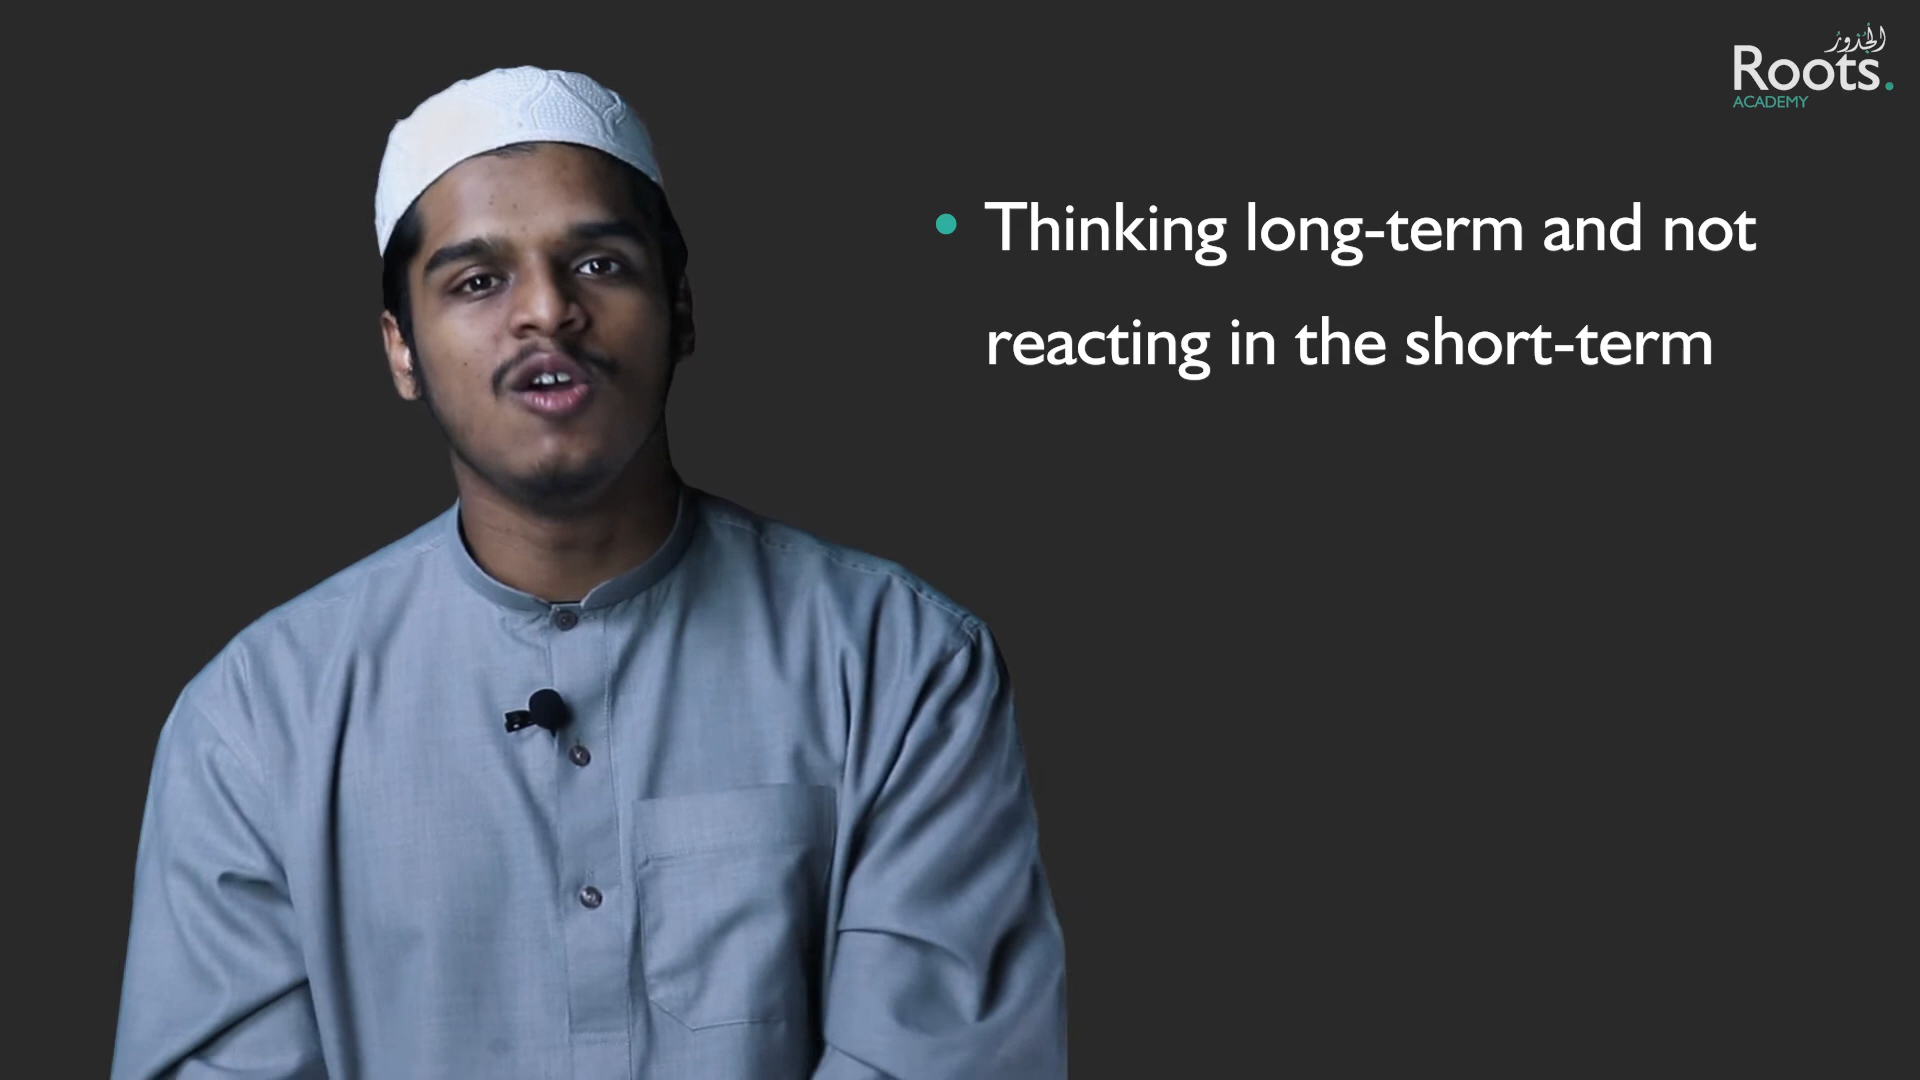 الجذور
Roots.
ACADEMY
• Thinking long-term and not
reacting in the short-term